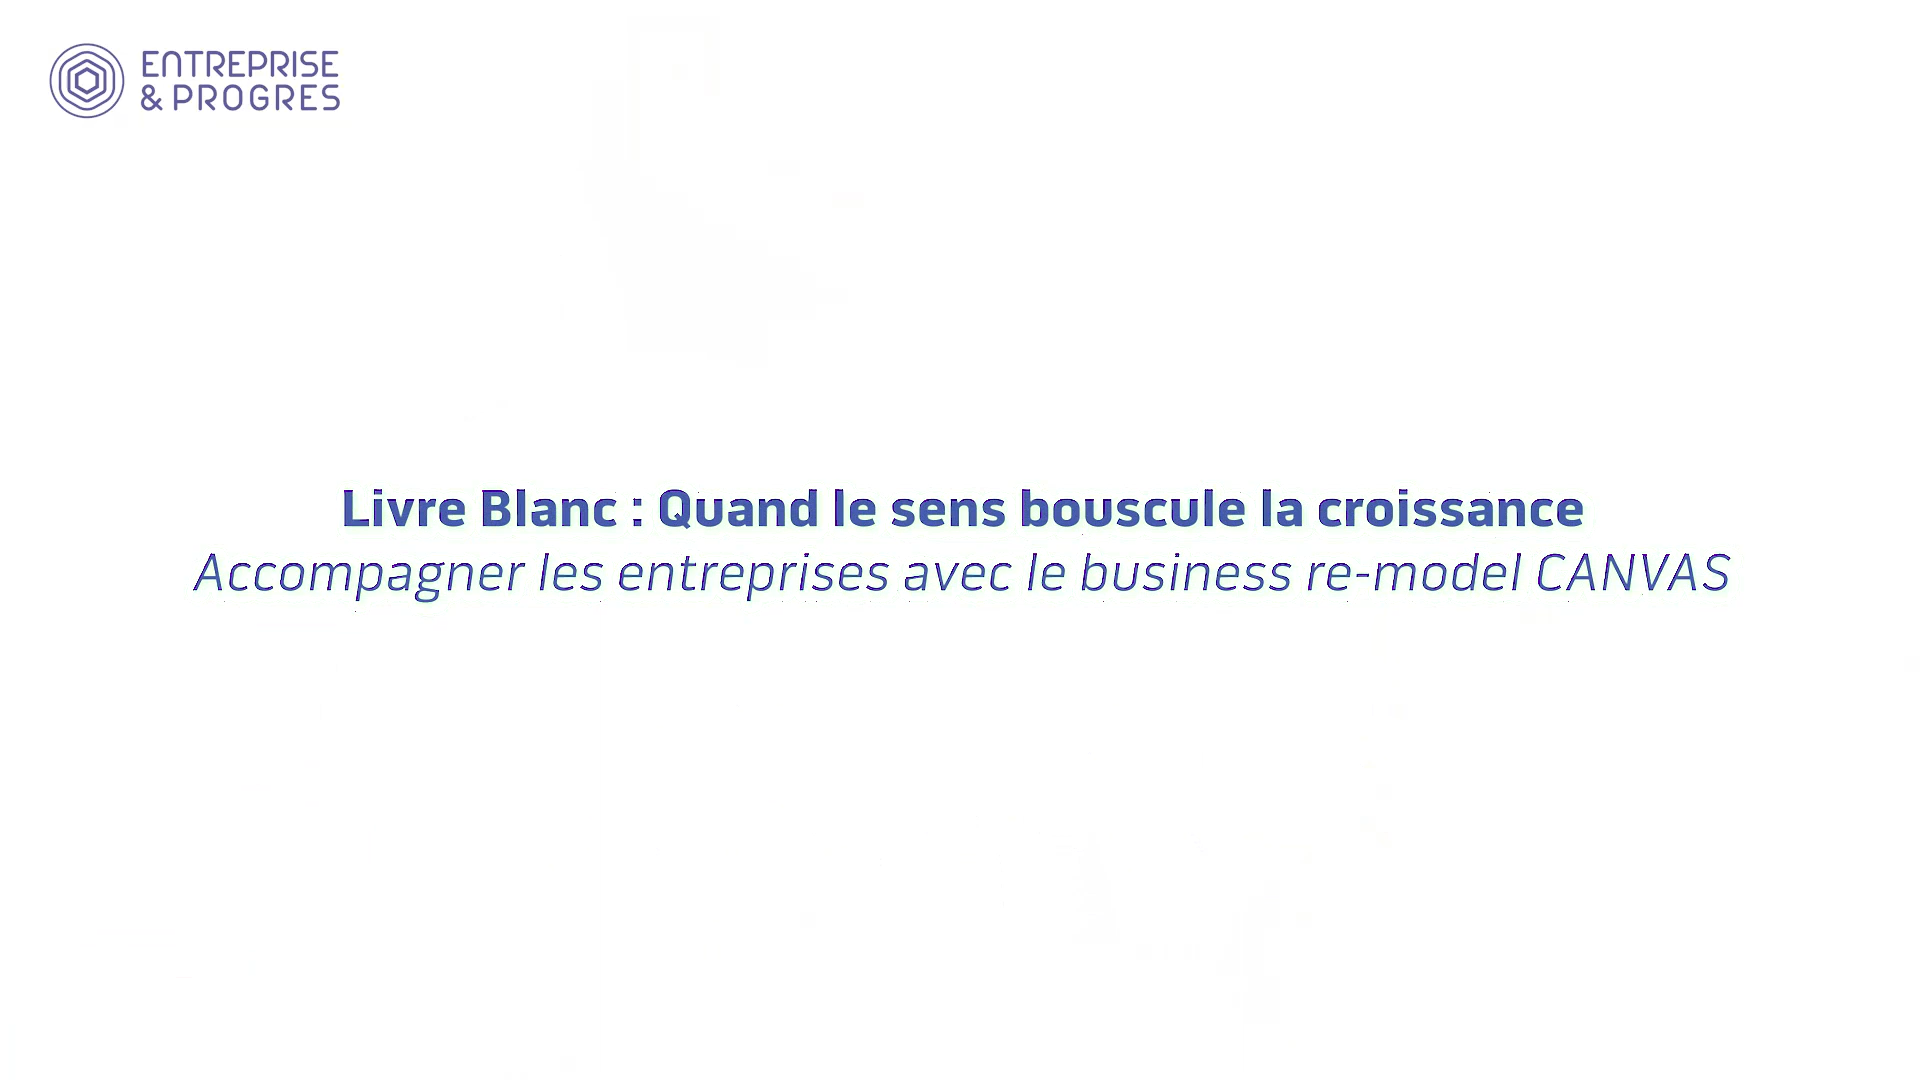 ENTREPRISE
& PROGRES
Livre Blanc : Quand le sens bouscule la croissance
Accompagner les entreprises avec le business re-model CANVAS